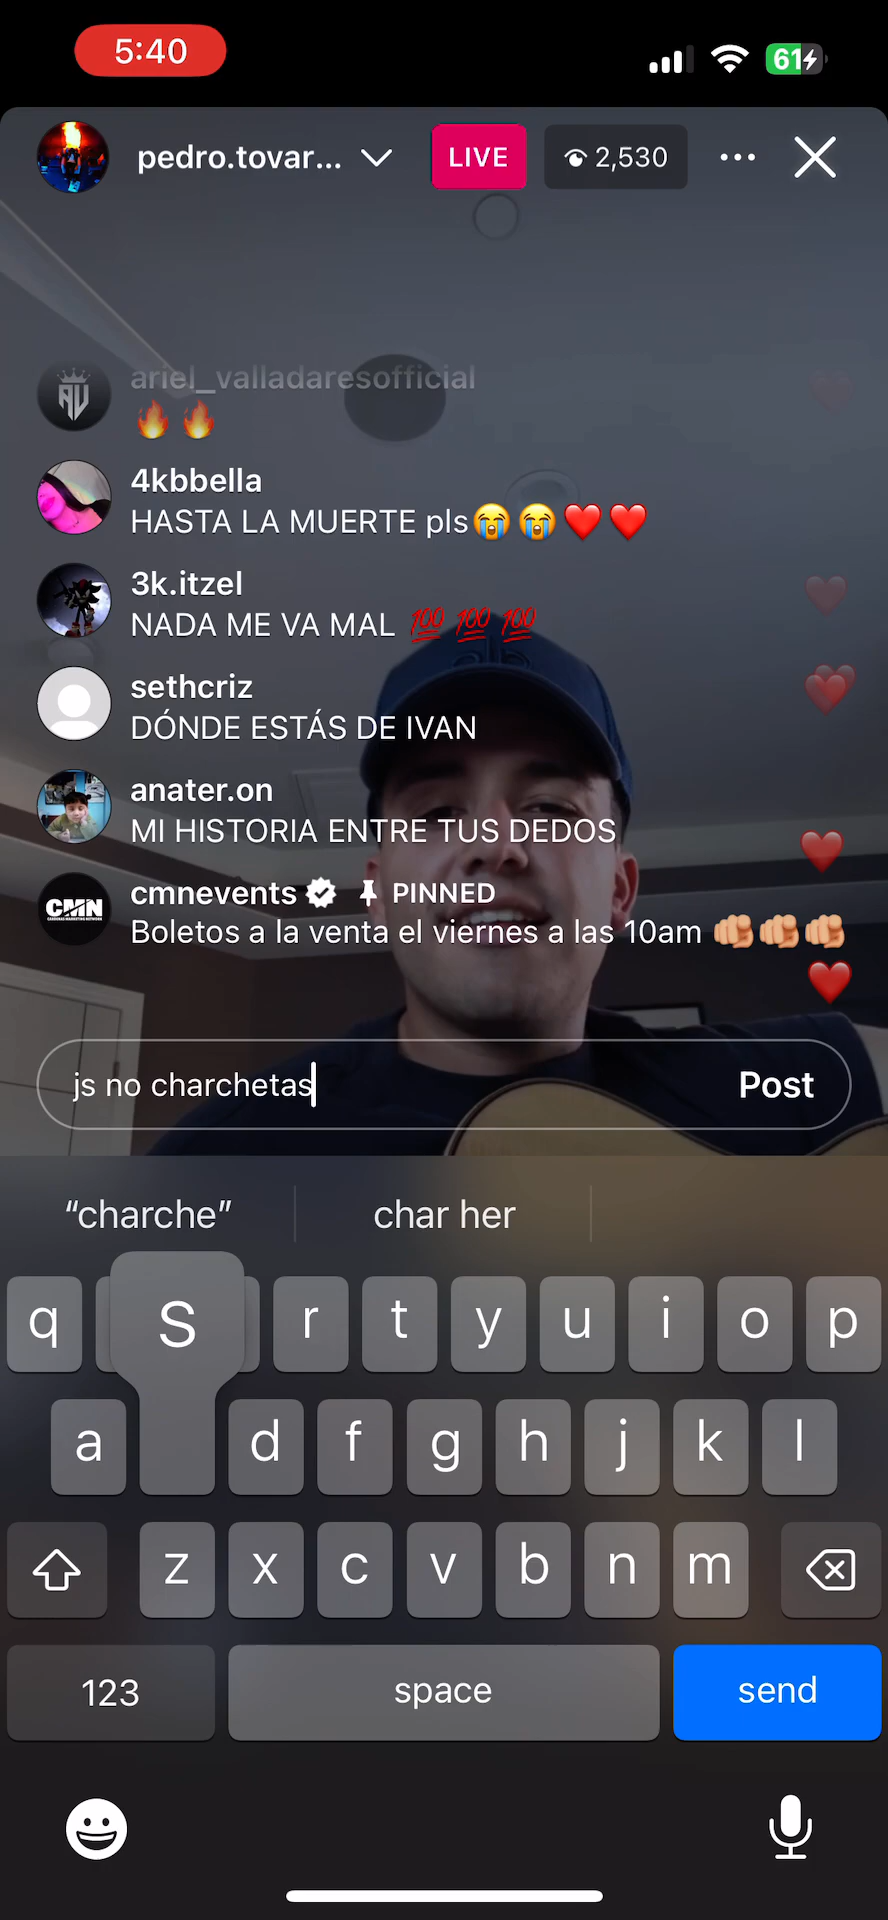 5:40
61
pedro.tovar...
LIVE
2,530
ariel_valladaresofficial
🔥🔥
4kbbella
HASTA LA MUERTE pls😭😭❤️❤️
3k.itzel
NADA ME VA MAL 💯💯💯
sethcriz
DÓNDE ESTÁS DE IVAN
anater.on
MI HISTORIA ENTRE TUS DEDOS
CMN
cmnevents PINNED
Boletos a la venta el viernes a las 10am 🫵🫵🫵
js no charchetas
Post
“charche” char her
q S r t y u i o p
a d f g h j k l
z x c v b n m
123 space send